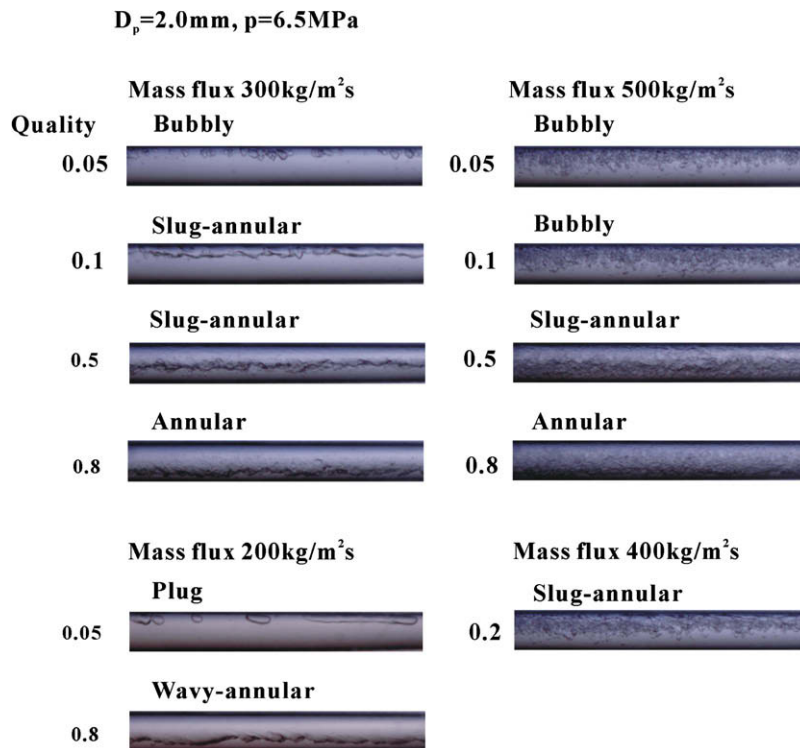 Dₚ=2.0mm, p=6.5MPa
Mass flux 300kg/m²s
Quality
Bubbly
0.05
Slug-annular
0.1
Slug-annular
0.5
Annular
0.8
Mass flux 500kg/m²s
Bubbly
0.05
Bubbly
0.1
Slug-annular
0.5
Annular
0.8
Mass flux 200kg/m²s
Plug
0.05
Wavy-annular
0.8
Mass flux 400kg/m²s
Slug-annular
0.2